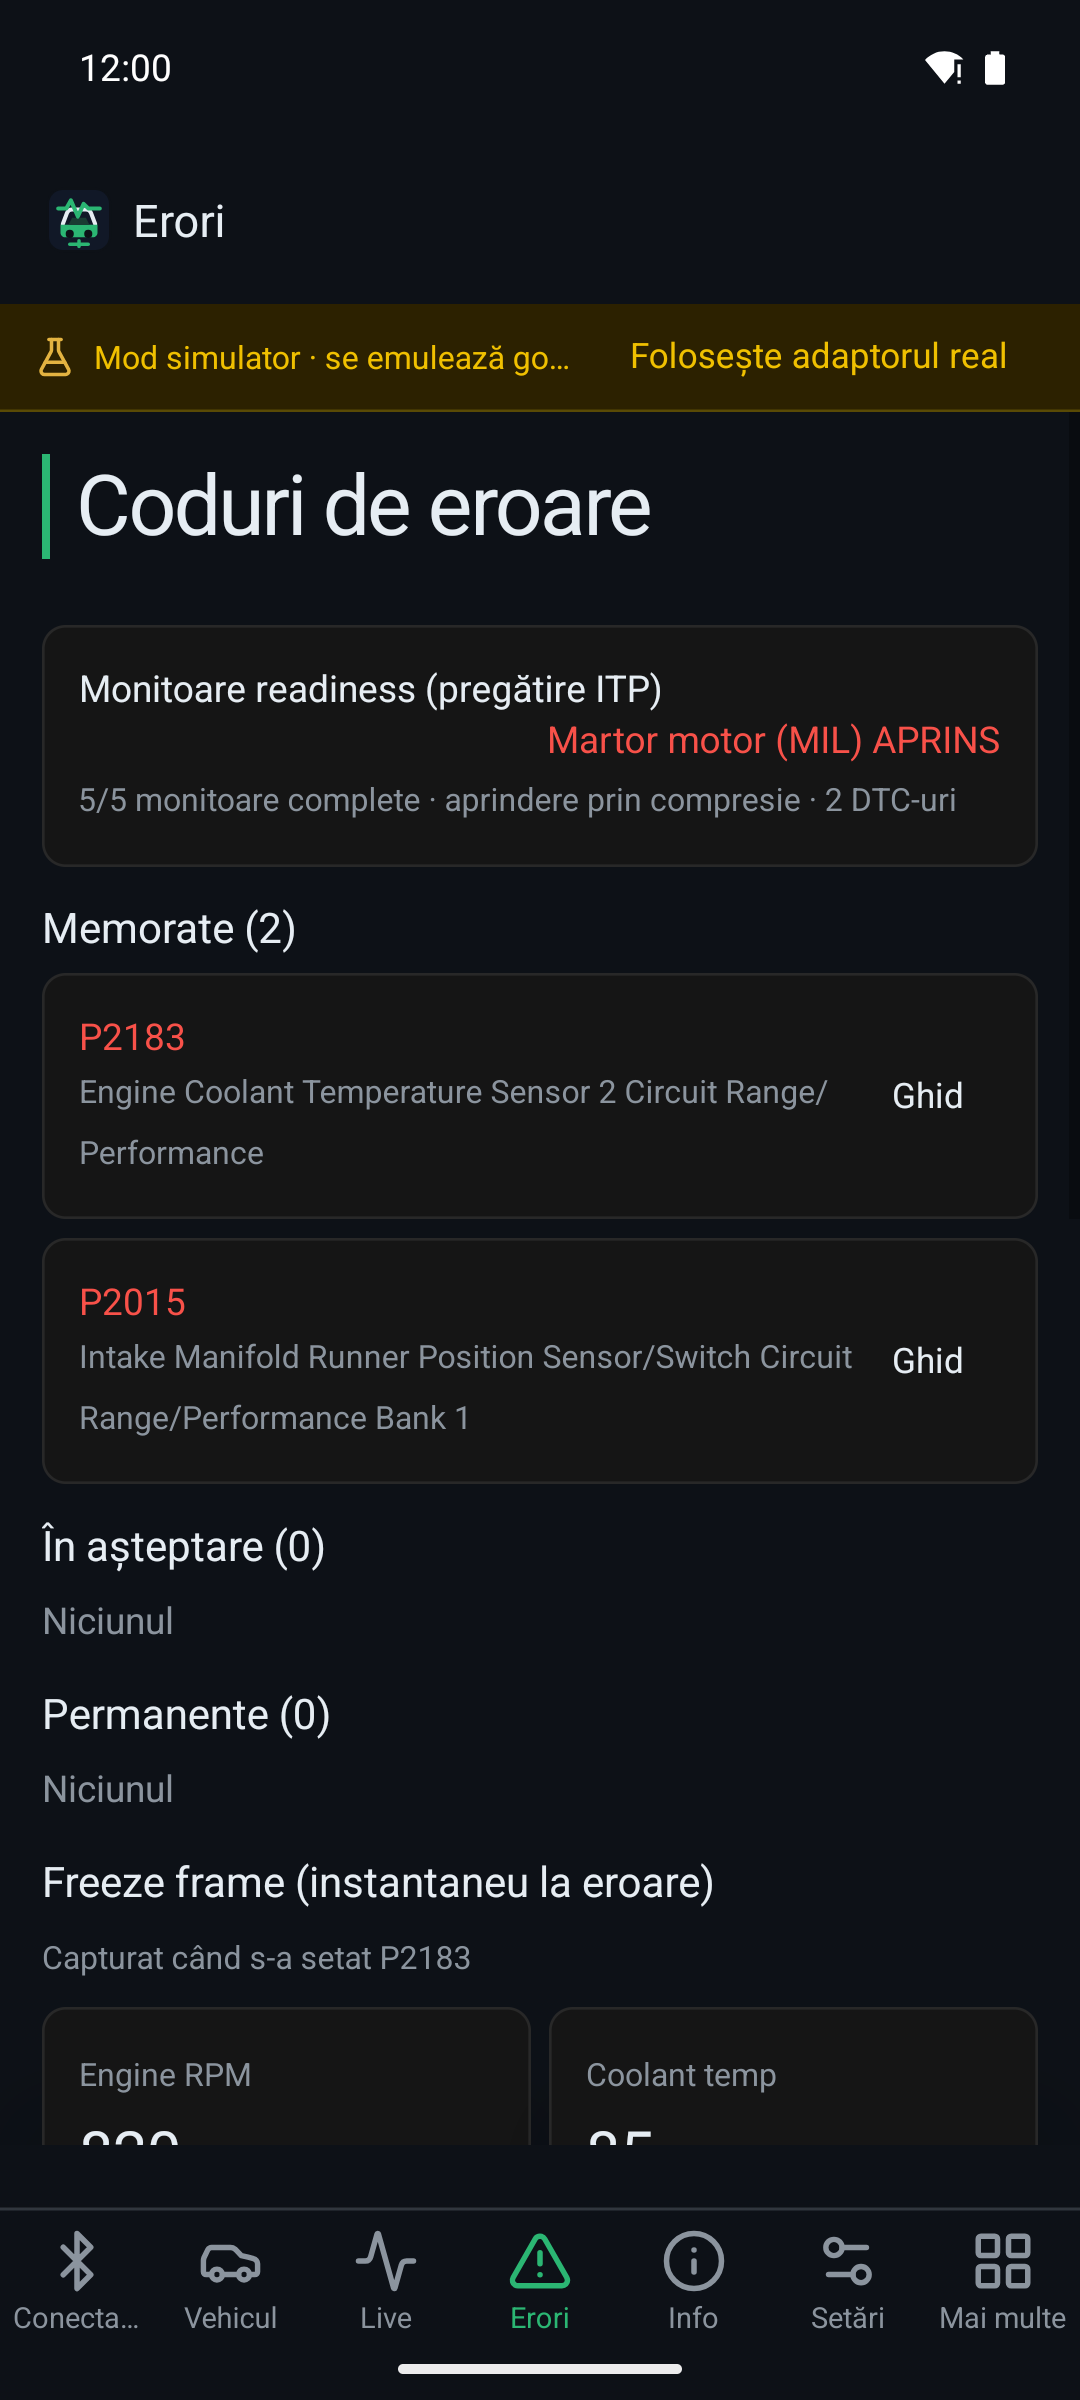 12:00
Erori
Mod simulator · se emulează go...
Folosește adaptorul real
Coduri de eroare
Monitoare readiness (pregătire ITP)
Martor motor (MIL) APRINS
5/5 monitoare complete · aprindere prin compresie · 2 DTC-uri
Memorate (2)
P2183
Engine Coolant Temperature Sensor 2 Circuit Range/
Performance
Ghid
P2015
Intake Manifold Runner Position Sensor/Switch Circuit
Range/Performance Bank 1
Ghid
În așteptare (0)
Niciunul
Permanente (0)
Niciunul
Freeze frame (instantaneu la eroare)
Capturat când s-a setat P2183
Engine RPM
Coolant temp
Conecta...
Vehicul
Live
Erori
Info
Setări
Mai multe